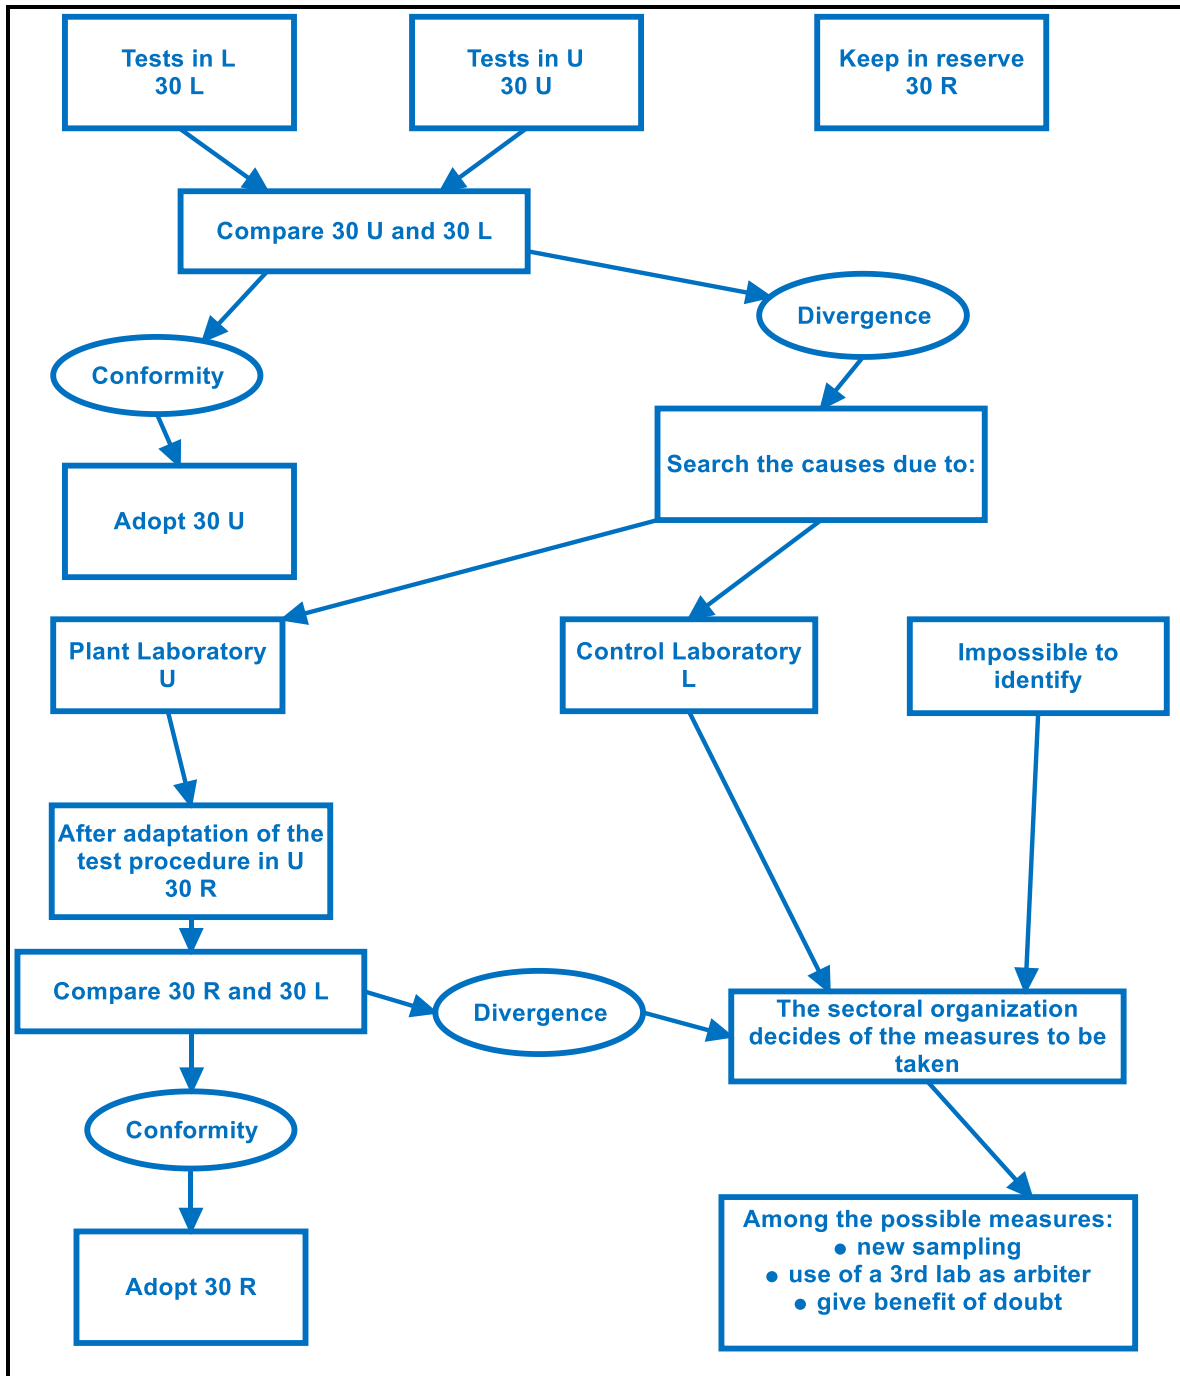 Tests in L
30 L
Tests in U
30 U
Keep in reserve
30 R
Compare 30 U and 30 L
Divergence
Conformity
Search the causes due to:
Adopt 30 U
Plant Laboratory
U
Control Laboratory
L
Impossible to
identify
After adaptation of the
test procedure in U
30 R
Compare 30 R and 30 L
Divergence
The sectoral organization
decides of the measures to be
taken
Conformity
Among the possible measures:
● new sampling
● use of a 3rd lab as arbiter
● give benefit of doubt
Adopt 30 R